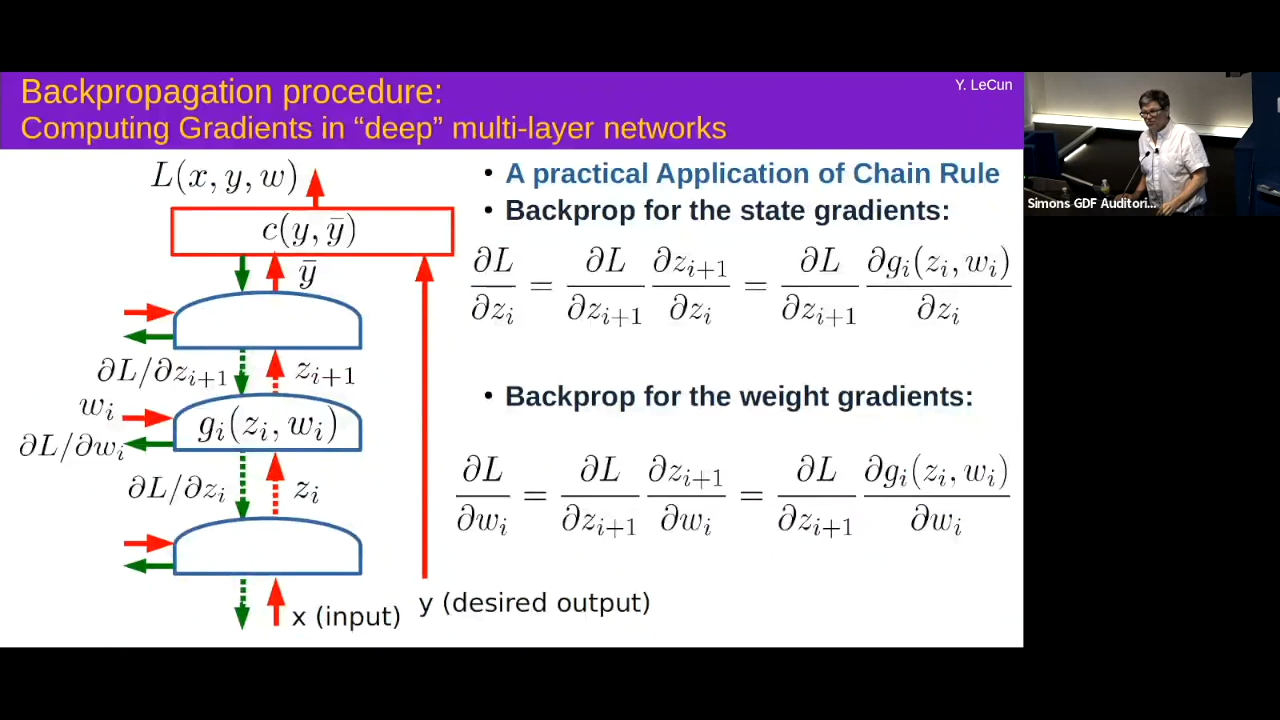 Backpropagation procedure:
Computing Gradients in “deep” multi-layer networks
Y. LeCun
Simons GDF Auditori...
L(x, y, w)
c(y, ȳ)
ȳ
∂L/∂z_{i+1}
z_{i+1}
w_i
g_i(z_i, w_i)
∂L/∂w_i
∂L/∂z_i
z_i
x (input)
y (desired output)
• A practical Application of Chain Rule
• Backprop for the state gradients:
∂L/∂z_i = ∂L/∂z_{i+1} ∂z_{i+1}/∂z_i = ∂L/∂z_{i+1} ∂g_i(z_i, w_i)/∂z_i
• Backprop for the weight gradients:
∂L/∂w_i = ∂L/∂z_{i+1} ∂z_{i+1}/∂w_i = ∂L/∂z_{i+1} ∂g_i(z_i, w_i)/∂w_i